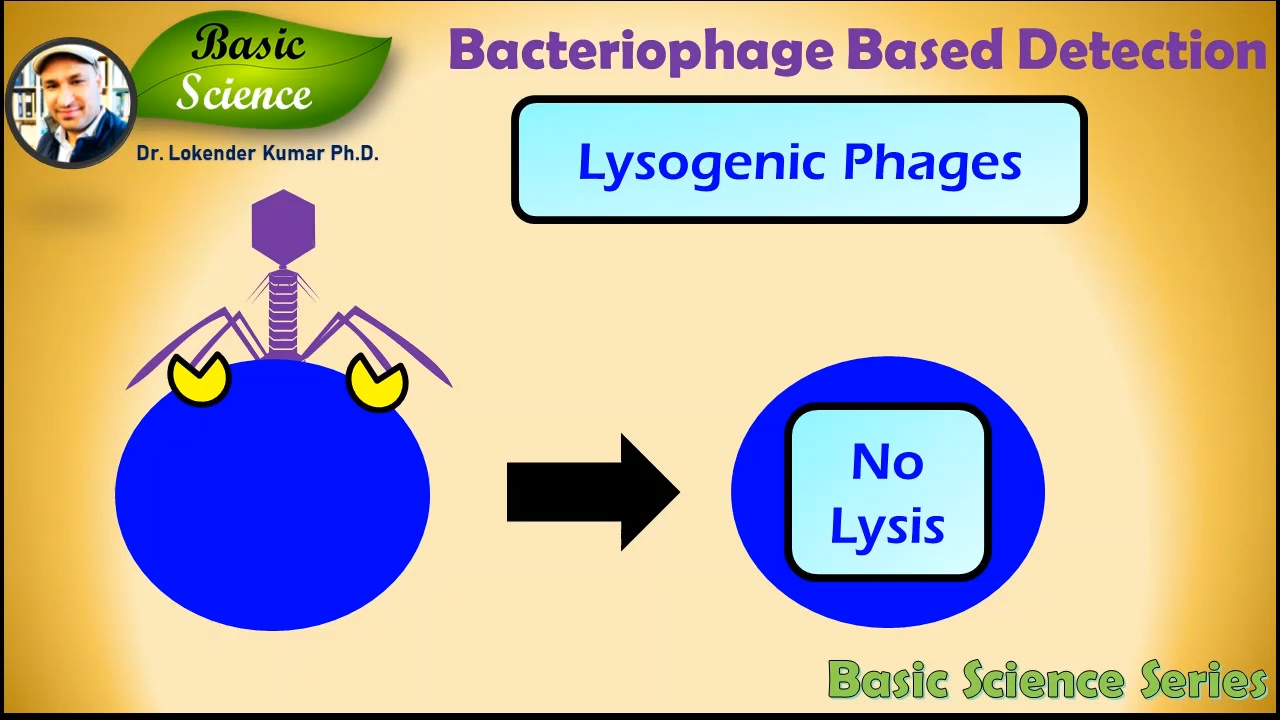 Basic
Science
Dr. Lokender Kumar Ph.D.
Bacteriophage Based Detection
Lysogenic Phages
No
Lysis
Basic Science Series